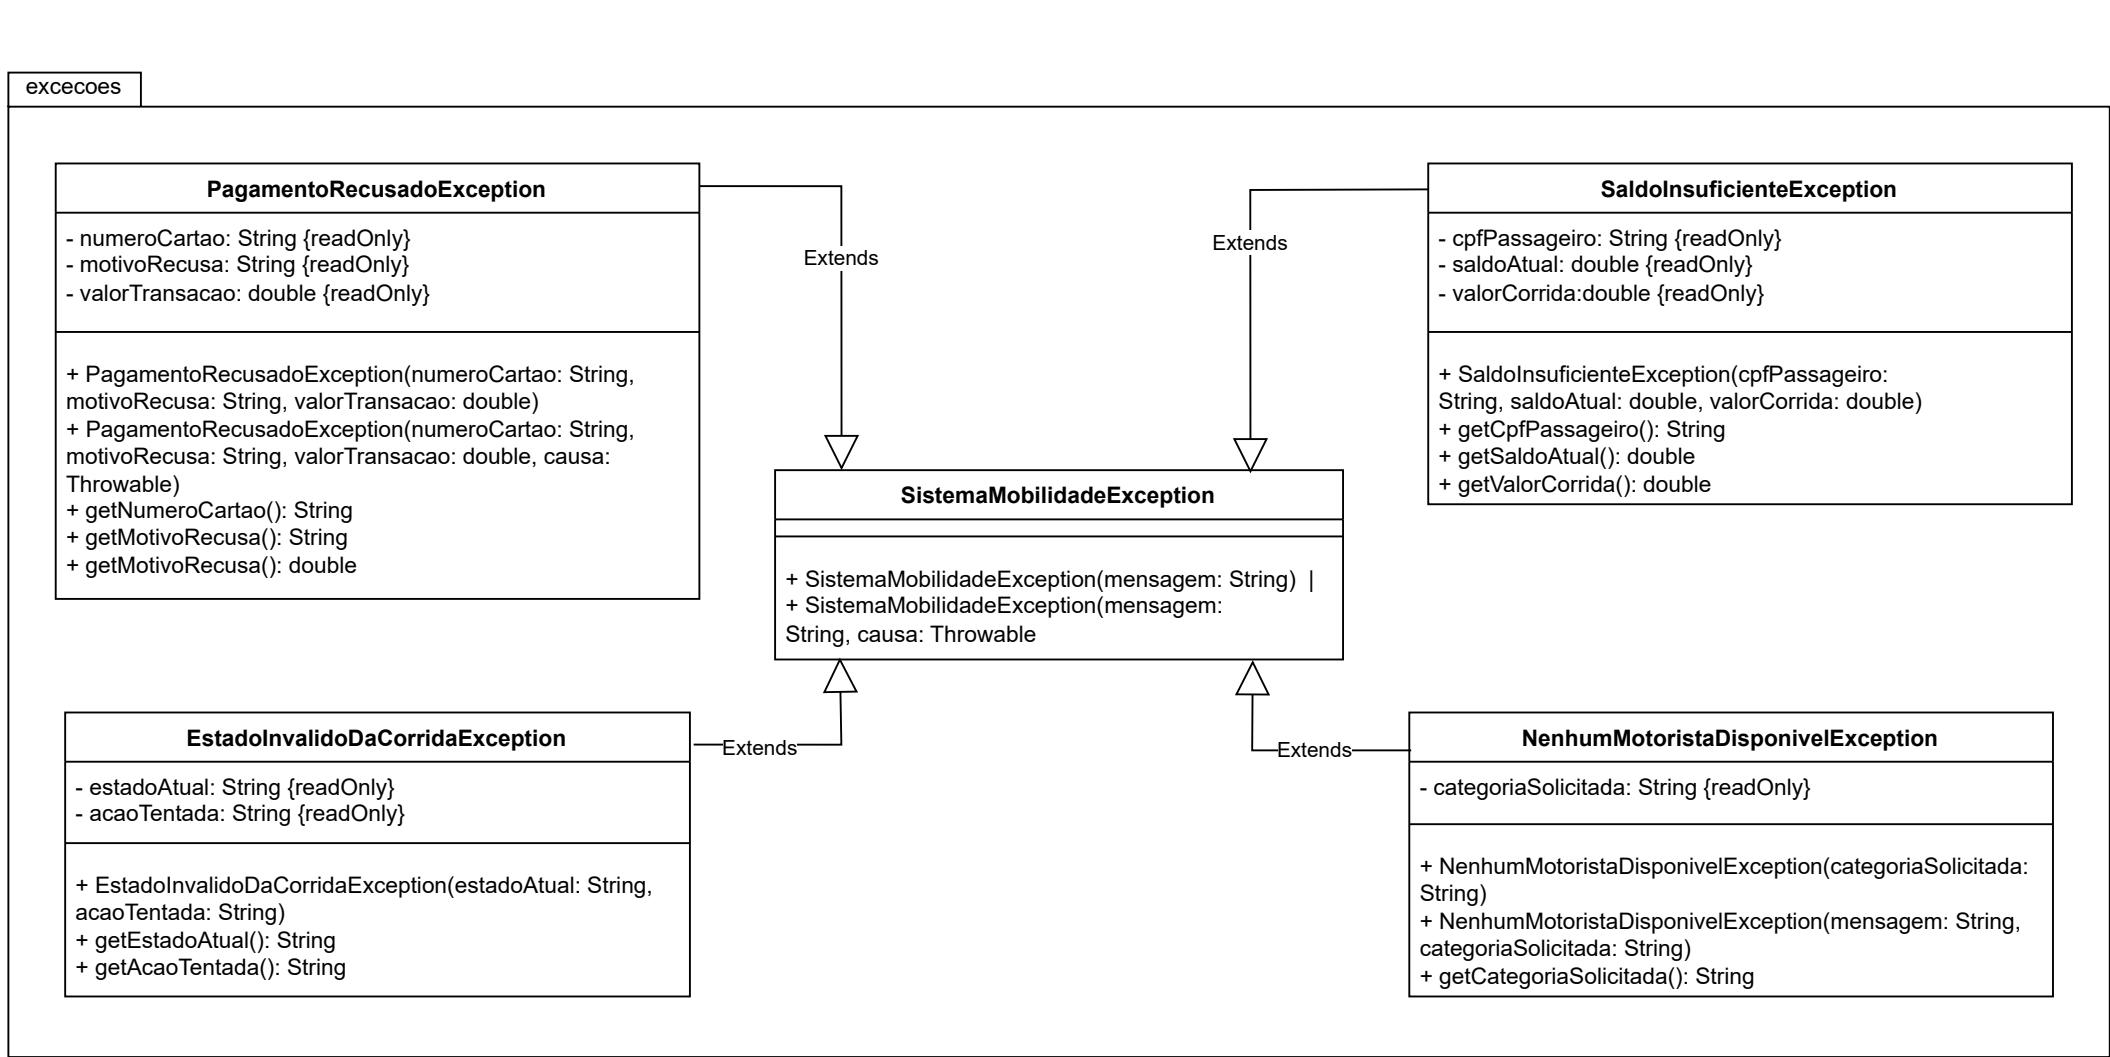 excecoes
PagamentoRecusadoException
- numeroCartao: String {readOnly}
- motivoRecusa: String {readOnly}
- valorTransacao: double {readOnly}
+ PagamentoRecusadoException(numeroCartao: String,
motivoRecusa: String, valorTransacao: double)
+ PagamentoRecusadoException(numeroCartao: String,
motivoRecusa: String, valorTransacao: double, causa:
Throwable)
+ getNumeroCartao(): String
+ getMotivoRecusa(): String
+ getMotivoRecusa(): double
Extends
Extends
SaldoInsuficienteException
- cpfPassageiro: String {readOnly}
- saldoAtual: double {readOnly}
- valorCorrida:double {readOnly}
+ SaldoInsuficienteException(cpfPassageiro:
String, saldoAtual: double, valorCorrida: double)
+ getCpfPassageiro(): String
+ getSaldoAtual(): double
+ getValorCorrida(): double
SistemaMobilidadeException
+ SistemaMobilidadeException(mensagem: String)  |
+ SistemaMobilidadeException(mensagem:
String, causa: Throwable
EstadoInvalidoDaCorridaException
- estadoAtual: String {readOnly}
- acaoTentada: String {readOnly}
+ EstadoInvalidoDaCorridaException(estadoAtual: String,
acaoTentada: String)
+ getEstadoAtual(): String
+ getAcaoTentada(): String
Extends
Extends
NenhumMotoristaDisponivelException
- categoriaSolicitada: String {readOnly}
+ NenhumMotoristaDisponivelException(categoriaSolicitada:
String)
+ NenhumMotoristaDisponivelException(mensagem: String,
categoriaSolicitada: String)
+ getCategoriaSolicitada(): String